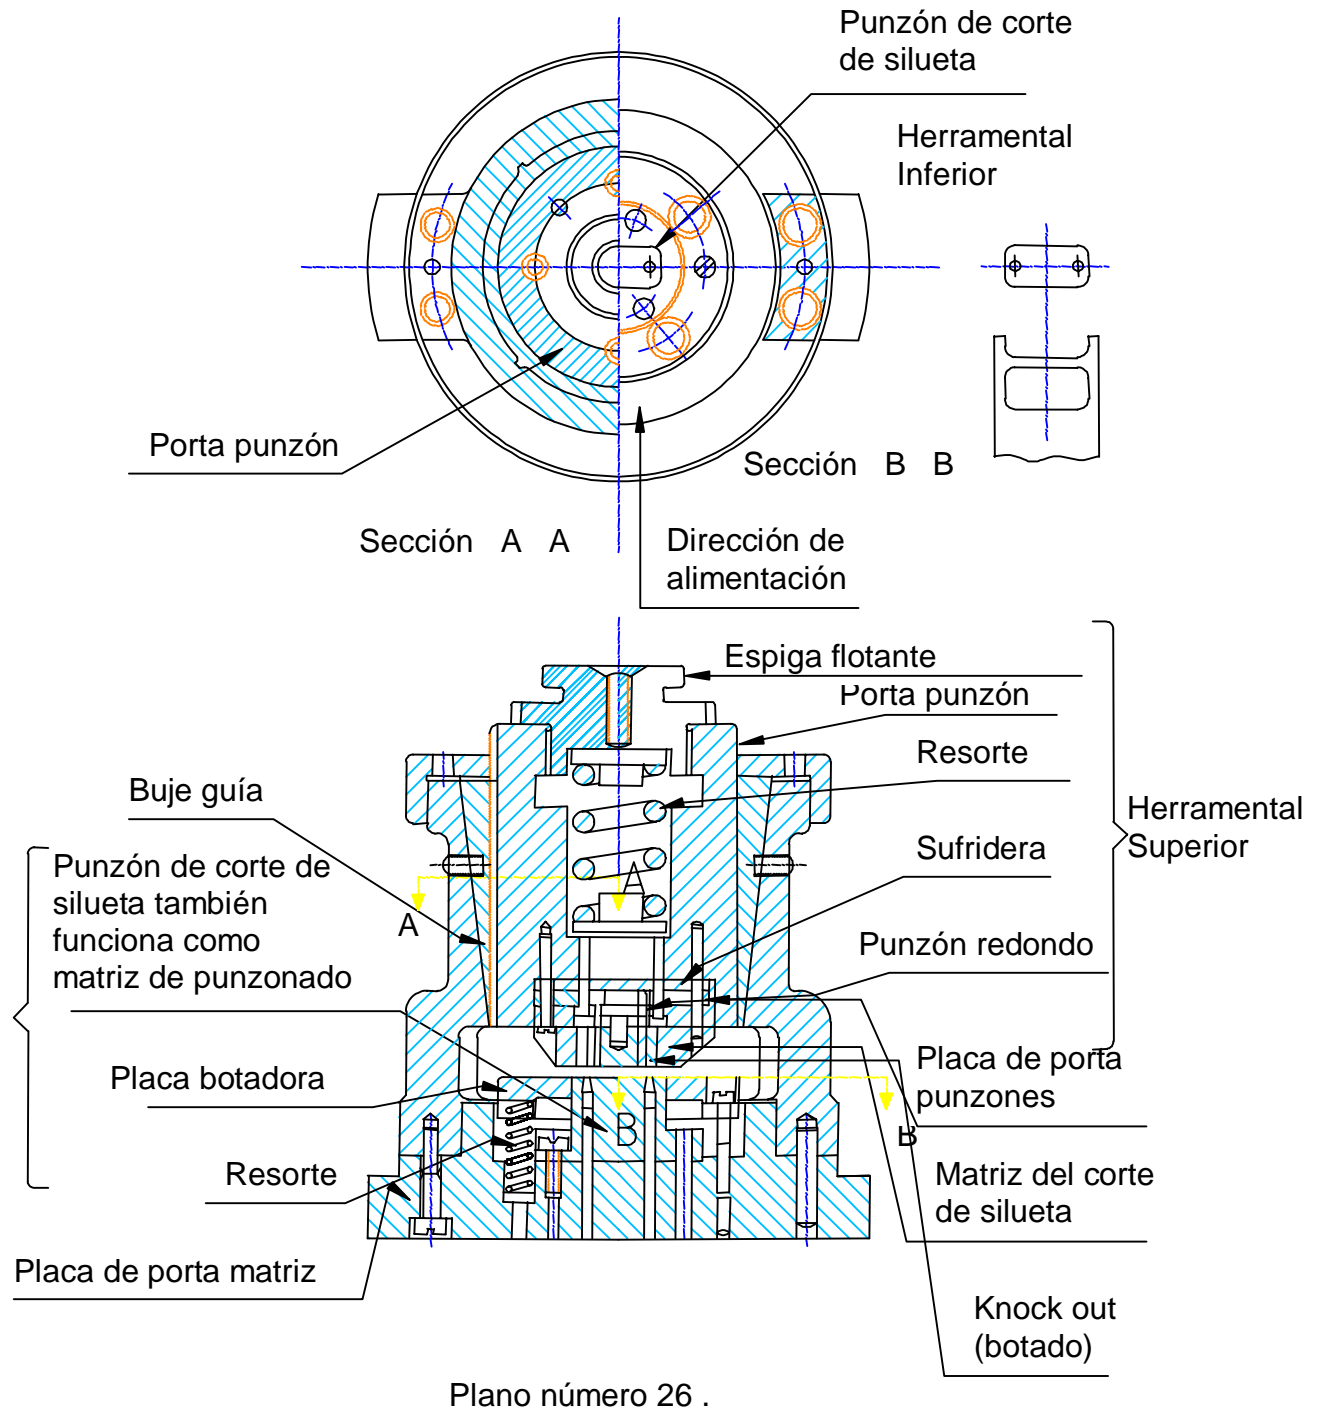 Punzón de corte
de silueta
Herramental
Inferior
Porta punzón
Sección B B
Sección A A
Dirección de
alimentación
Espiga flotante
Porta punzón
Resorte
Buje guía
Herramental
Superior
Sufridera
Punzón de corte de
silueta también
funciona como
matriz de punzonado
A
A
Punzón redondo
Placa de porta
punzones
Placa botadora
B
B
Resorte
Matriz del corte
de silueta
Placa de porta matriz
Knock out
(botado)
Plano número 26 .